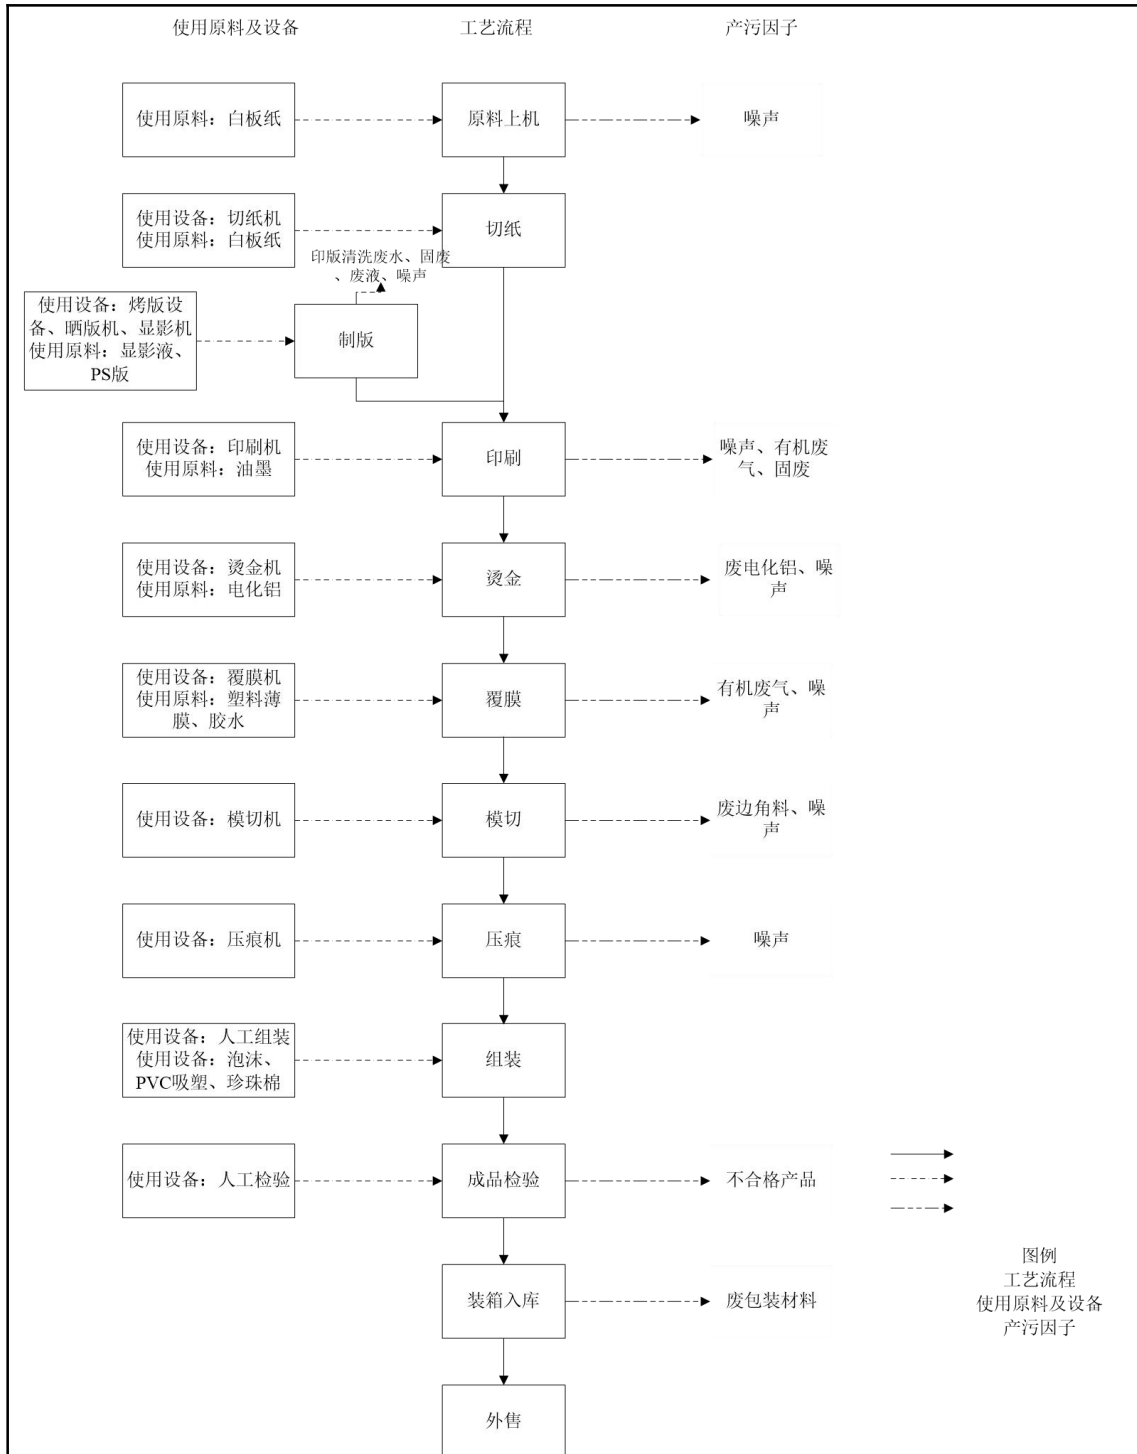 使用原料及设备
工艺流程
产污因子
使用原料：白板纸
原料上机
噪声
使用设备：切纸机
使用原料：白板纸
切纸
印版清洗废水、固废
、废液、噪声
使用设备：烤版设
备、晒版机、显影机
使用原料：显影液、
PS版
制版
使用设备：印刷机
使用原料：油墨
印刷
噪声、有机废
气、固废
使用设备：烫金机
使用原料：电化铝
烫金
废电化铝、噪
声
使用设备：覆膜机
使用原料：塑料薄
膜、胶水
覆膜
有机废气、噪
声
使用设备：模切机
模切
废边角料、噪
声
使用设备：压痕机
压痕
噪声
使用设备：人工组装
使用设备：泡沫、
PVC吸塑、珍珠棉
组装
使用设备：人工检验
成品检验
不合格产品
装箱入库
废包装材料
外售
图例
工艺流程
使用原料及设备
产污因子